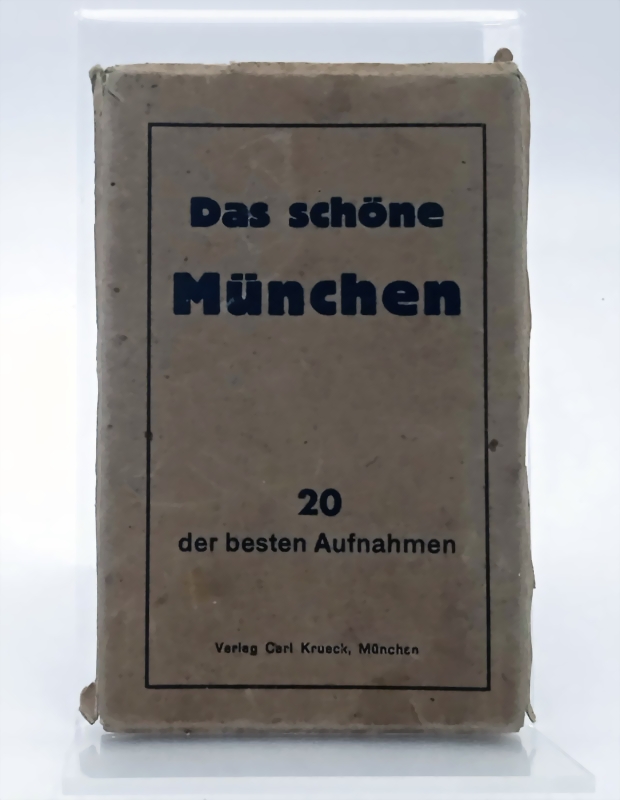 Das schöne
München
20
der besten Aufnahmen
Verlag Carl Krueck, München